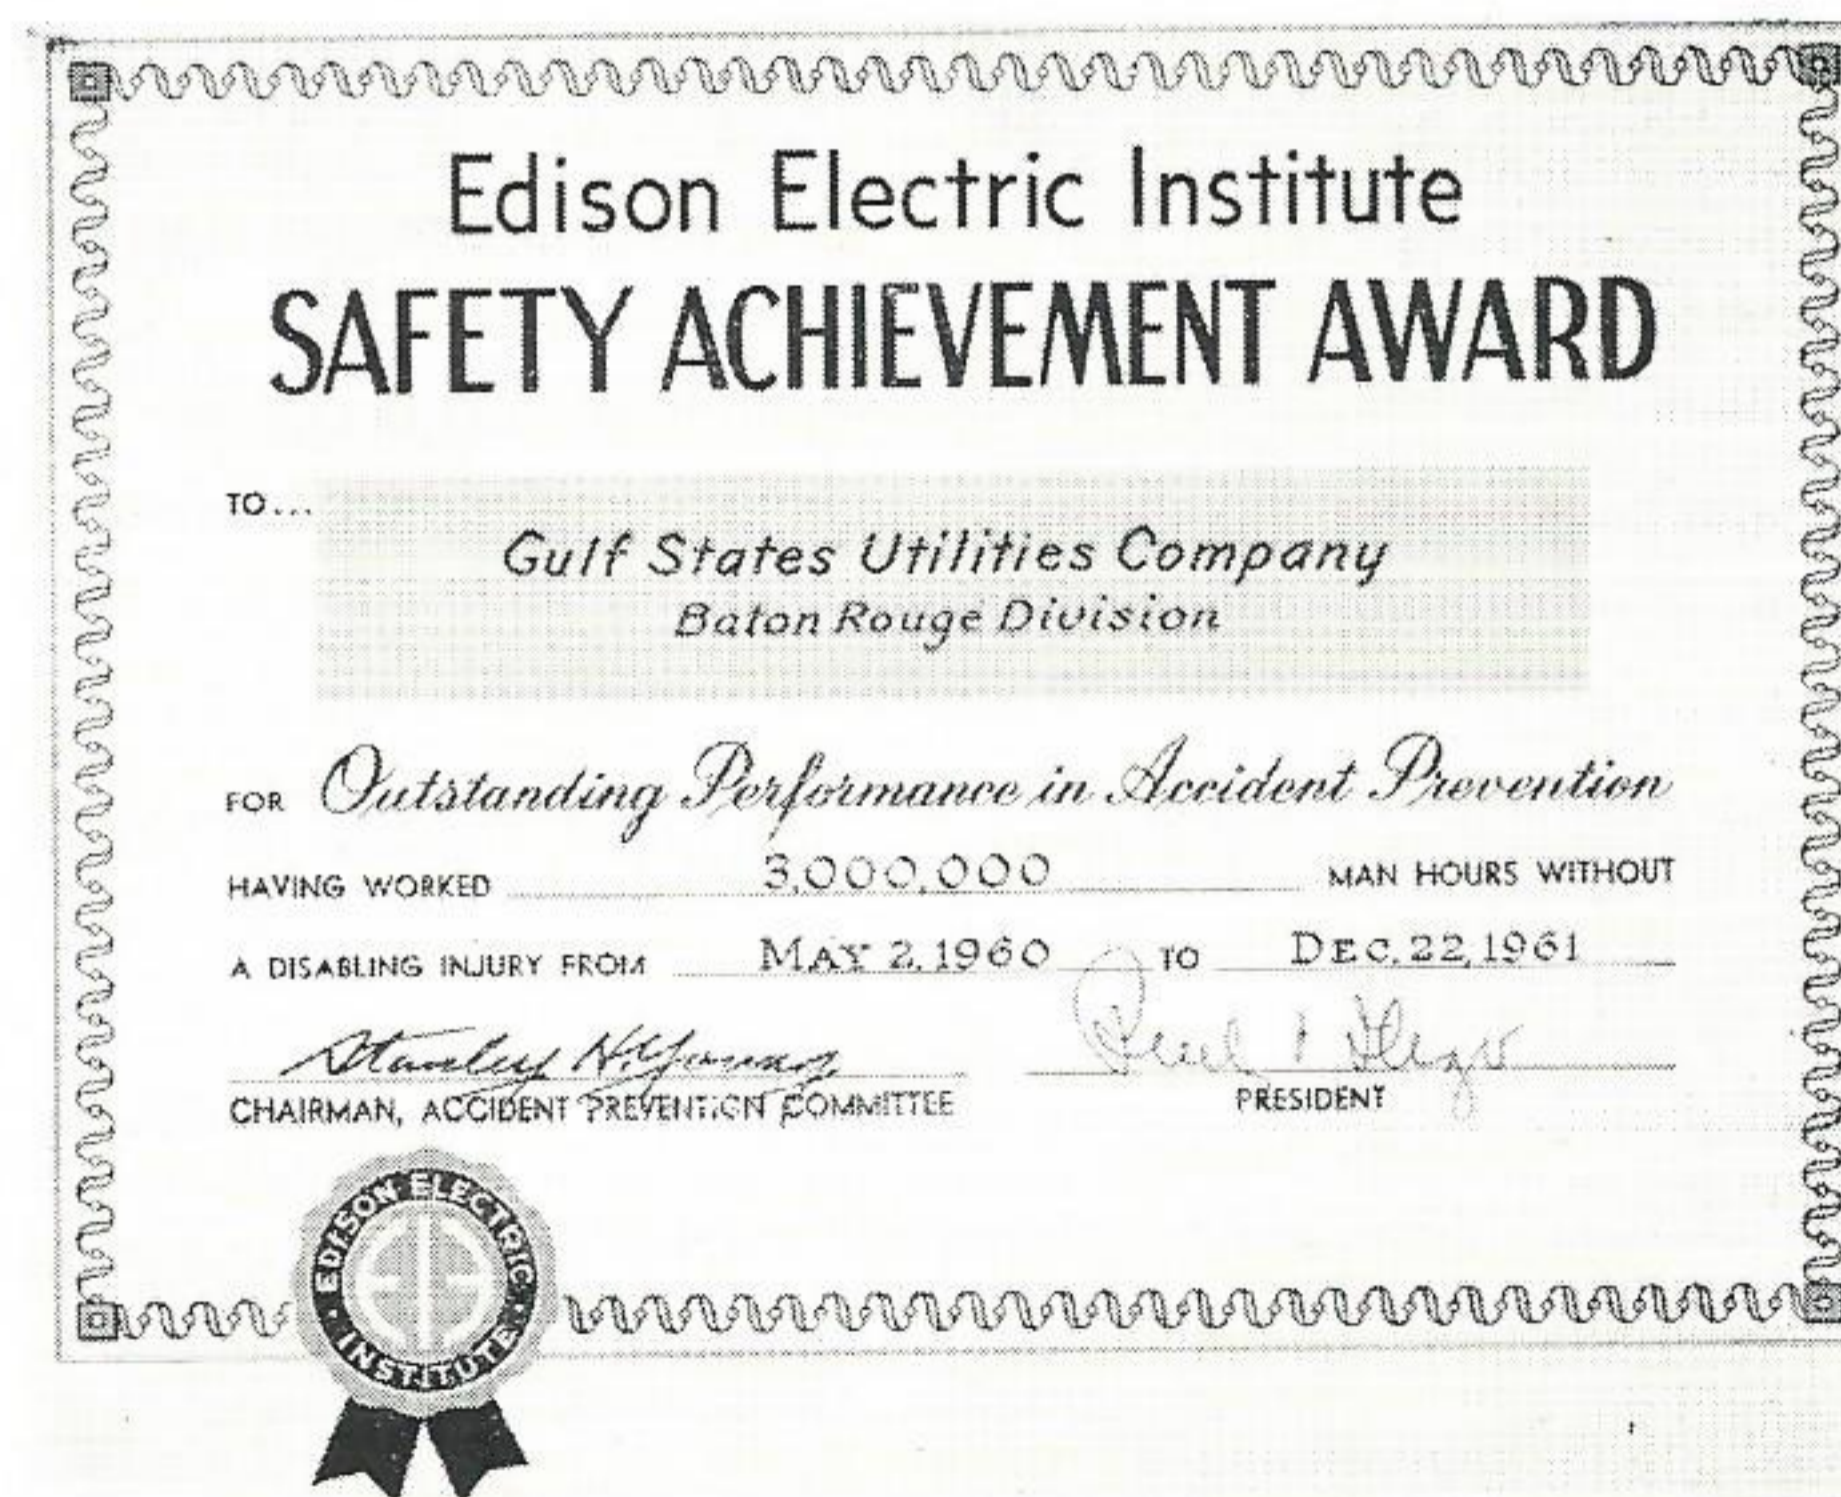 Edison Electric Institute
SAFETY ACHIEVEMENT AWARD
TO...
Gulf States Utilities Company
Baton Rouge Division
FOR Outstanding Performance in Accident Prevention
HAVING WORKED 3,000,000 MAN HOURS WITHOUT
A DISABLING INJURY FROM MAY 2, 1960 TO DEC. 22, 1961
Stanley H. Young
CHAIRMAN, ACCIDENT PREVENTION COMMITTEE
PRESIDENT
EDISON ELECTRIC
INSTITUTE